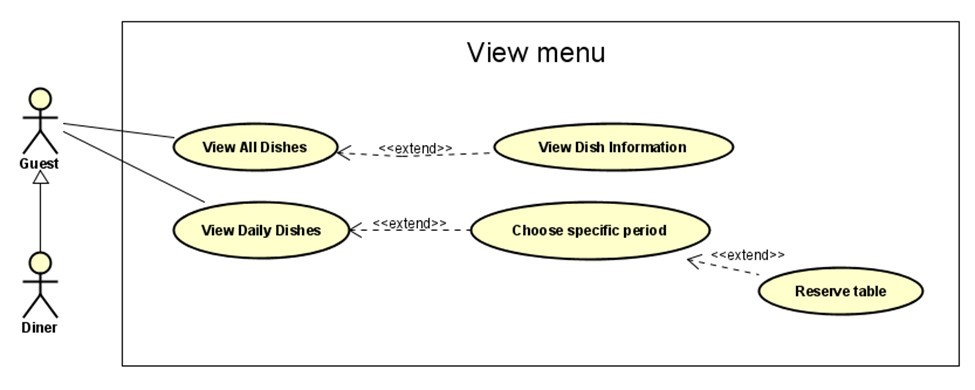 View menu
Guest
View All Dishes
<<extend>>
View Dish Information
View Daily Dishes
<<extend>>
Choose specific period
<<extend>>
Reserve table
Diner